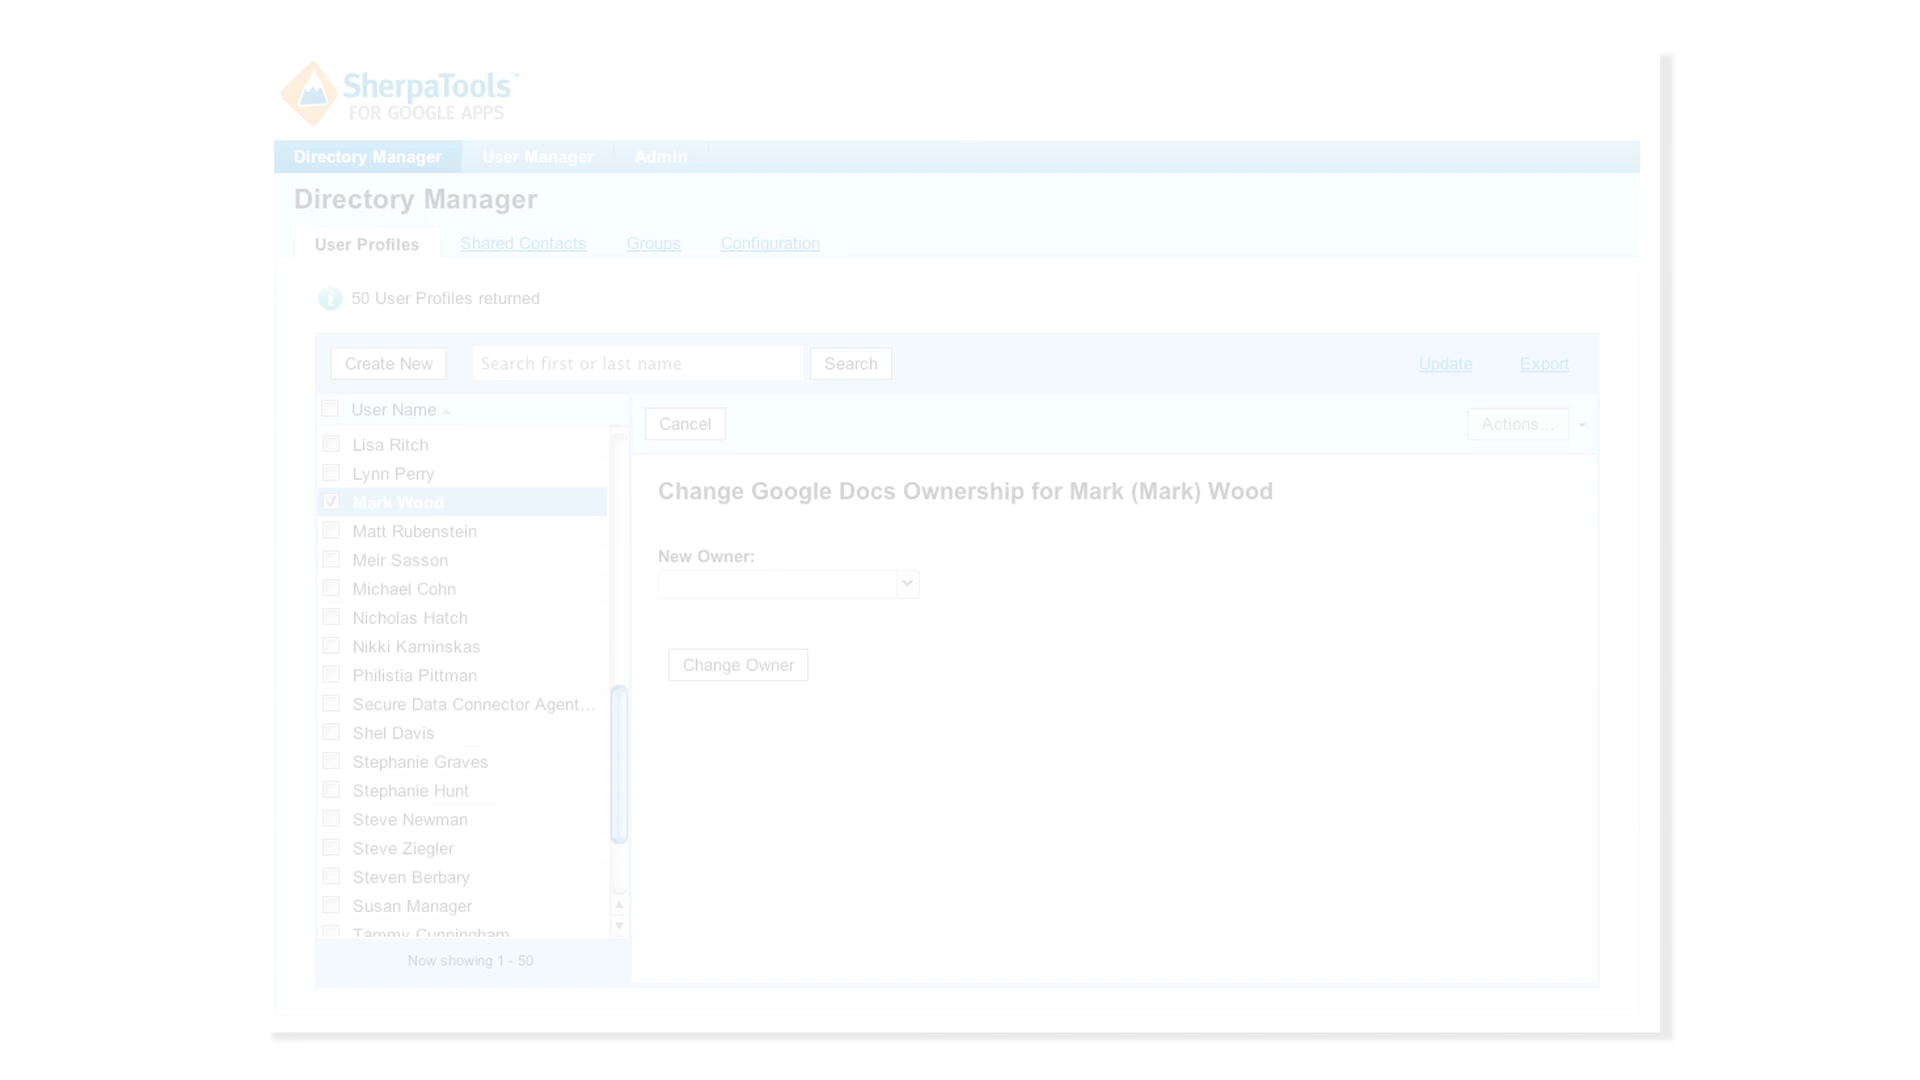 SherpaTools™
FOR GOOGLE APPS
Directory Manager User Manager Admin
Directory Manager
User Profiles Shared Contacts Groups Configuration
i 50 User Profiles returned
Create New Search first or last name Search Update Export
User Name
Cancel Actions...
Lisa Ritch
Lynn Perry
Mark Wood
Matt Rubenstein
Meir Sasson
Michael Cohn
Nicholas Hatch
Nikki Kaminskas
Philistia Pittman
Secure Data Connector Agent...
Shel Davis
Stephanie Graves
Stephanie Hunt
Steve Newman
Steve Ziegler
Steven Berbary
Susan Manager
Tammy Cunningham
Now showing 1 - 50
Change Google Docs Ownership for Mark (Mark) Wood
New Owner:
Change Owner